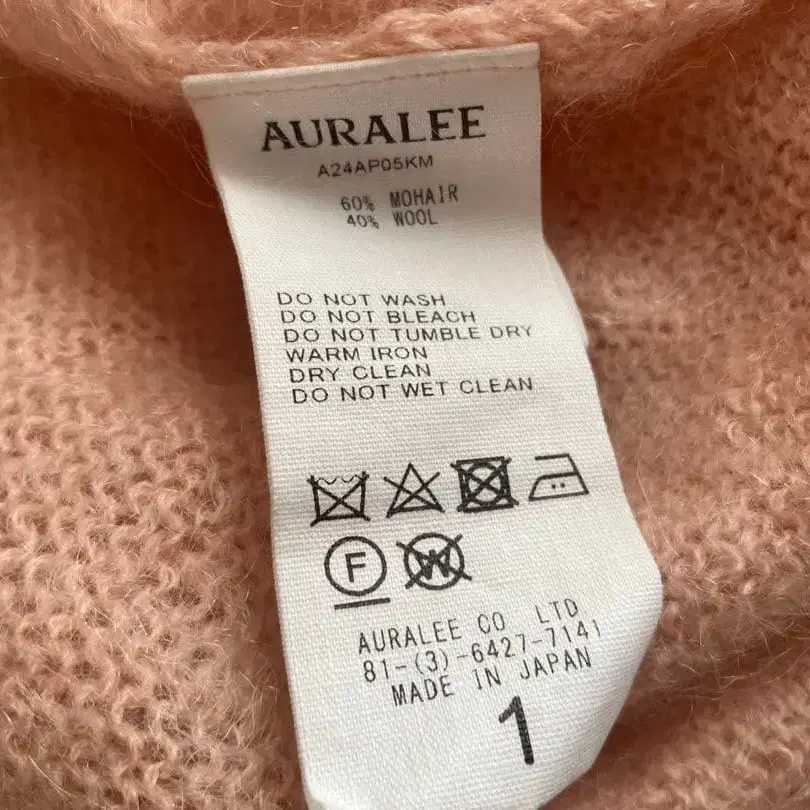 AURALEE
A24AP05KM
60% MOHAIR
40% WOOL
DO NOT WASH
DO NOT BLEACH
DO NOT TUMBLE DRY
WARM IRON
DRY CLEAN
DO NOT WET CLEAN
F W
AURALEE CO LTD
81-(3)-6427-7141
MADE IN JAPAN
1